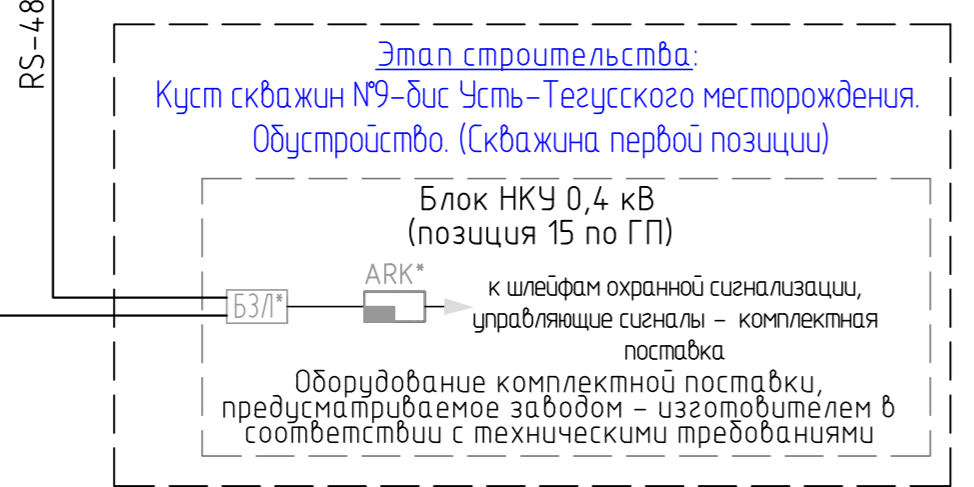 RS-48
Этап строительства:
Куст скважин №9-бис Усть-Тегусского месторождения.
Обустройство. (Скважина первой позиции)
Блок НКУ 0,4 кВ
(позиция 15 по ГП)
ARK*
БЗЛ*
к шлейфам охранной сигнализации,
управляющие сигналы - комплектная
поставка
Оборудование комплектной поставки,
предусматриваемое заводом - изготовителем в
соответствии с техническими требованиями